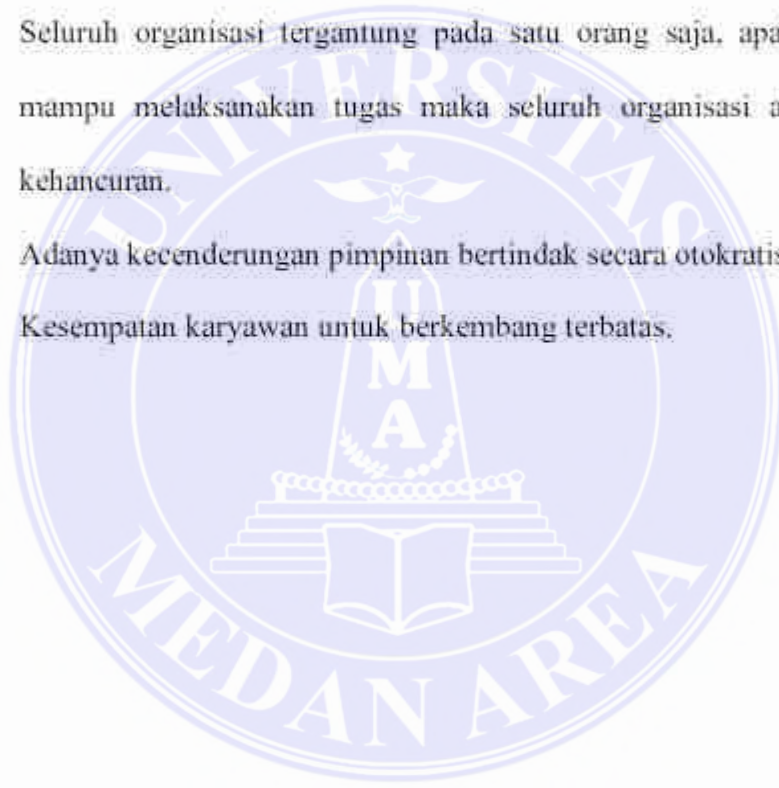 Seluruh organisasi tergantung pada satu orang saja, apa
mampu melaksanakan tugas maka seluruh organisasi a
kehancuran.
Adanya kecenderungan pimpinan bertindak secara otokratis
Kesempatan karyawan untuk berkembang terbatas.
UNIVERSITAS
U
M
A
MEDAN AREA